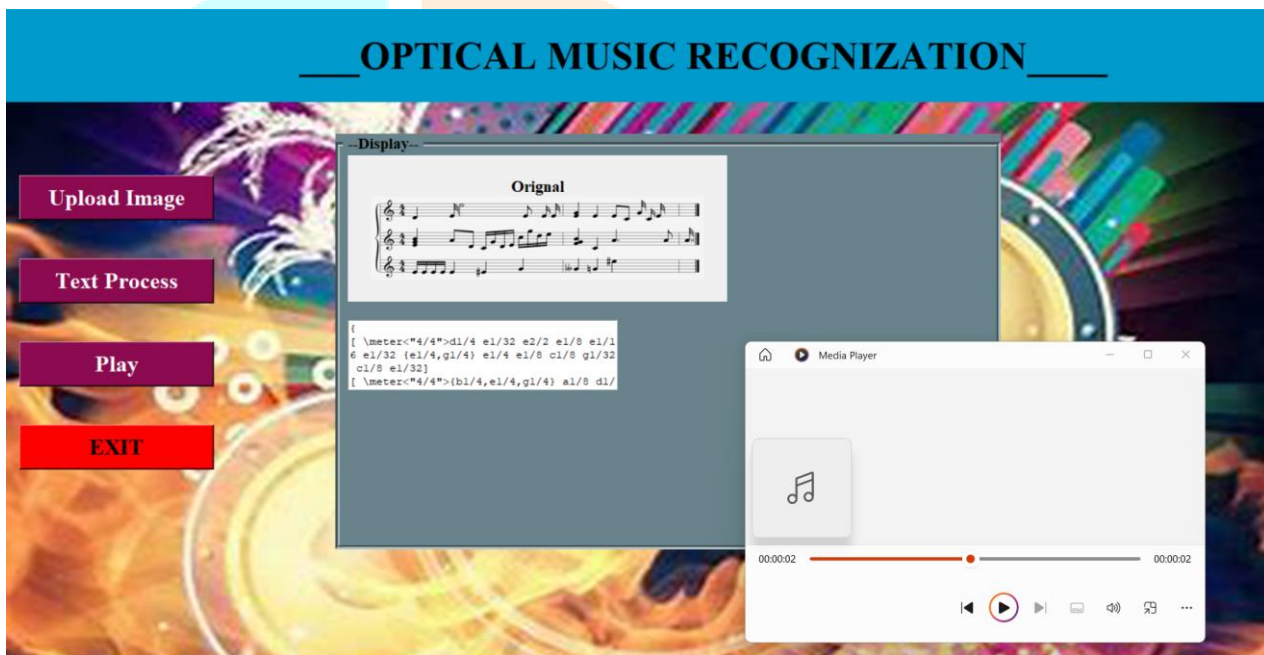 ___OPTICAL MUSIC RECOGNIZATION____
--Display--
Upload Image
Text Process
Play
EXIT
Orignal
{
[ \meter<"4/4">d1/4 e1/32 e2/2 e1/8 e1/1
6 e1/32 {e1/4,g1/4} e1/4 e1/8 c1/8 g1/32
c1/8 e1/32]
[ \meter<"4/4">{b1/4,e1/4,g1/4} a1/8 d1/
Media Player
00:00:02
00:00:02